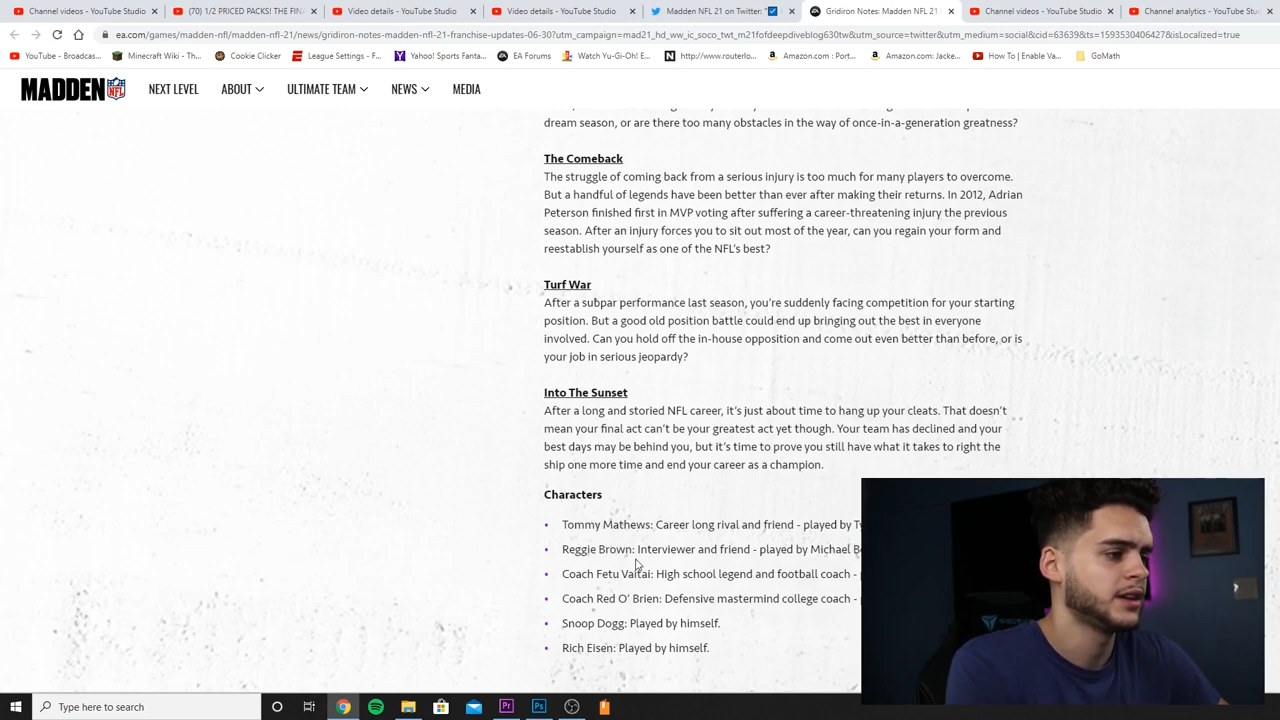 Channel videos - YouTube Studio
(70) 1/2 PRICED PACKS! THE FIN
Video details - YouTube Studio
Video details - YouTube Studio
Madden NFL 21 on Twitter: "
Gridiron Notes: Madden NFL 21
Channel videos - YouTube Studio
Channel analytics - YouTube Stu
ea.com/games/madden-nfl/madden-nfl-21/news/gridiron-notes-madden-nfl-21-franchise-updates-06-30?utm_campaign=mad21_hd_ww_ic_soco_twt_m21fofdeepdiveblog630tw&utm_source=twitter&utm_medium=social&cid=63639&ts=1593530406427&isLocalized=true
YouTube - Broadcas...
Minecraft Wiki - Th...
Cookie Clicker
League Settings - F...
Yahoo! Sports Fanta...
EA Forums
Watch Yu-Gi-Oh! E...
http://www.routerlo...
Amazon.com : Port...
Amazon.com: Jacke...
How To | Enable Va...
GoMath
MADDEN NFL
NEXT LEVEL
ABOUT
ULTIMATE TEAM
NEWS
MEDIA
dream season, or are there too many obstacles in the way of once-in-a-generation greatness?
The Comeback
The struggle of coming back from a serious injury is too much for many players to overcome.
But a handful of legends have been better than ever after making their returns. In 2012, Adrian
Peterson finished first in MVP voting after suffering a career-threatening injury the previous
season. After an injury forces you to sit out most of the year, can you regain your form and
reestablish yourself as one of the NFL's best?
Turf War
After a subpar performance last season, you're suddenly facing competition for your starting
position. But a good old position battle could end up bringing out the best in everyone
involved. Can you hold off the in-house opposition and come out even better than before, or is
your job in serious jeopardy?
Into The Sunset
After a long and storied NFL career, it's just about time to hang up your cleats. That doesn't
mean your final act can't be your greatest act yet though. Your team has declined and your
best days may be behind you, but it's time to prove you still have what it takes to right the
ship one more time and end your career as a champion.
Characters
• Tommy Mathews: Career long rival and friend - played by Ty
• Reggie Brown: Interviewer and friend - played by Michael B
• Coach Fetu Vaitai: High school legend and football coach -
• Coach Red O' Brien: Defensive mastermind college coach -
• Snoop Dogg: Played by himself.
• Rich Eisen: Played by himself.
Type here to search